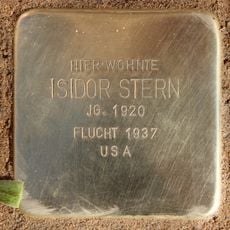 HIER WOHNTE
ISIDOR STERN
JG. 1920
FLUCHT 1937
USA